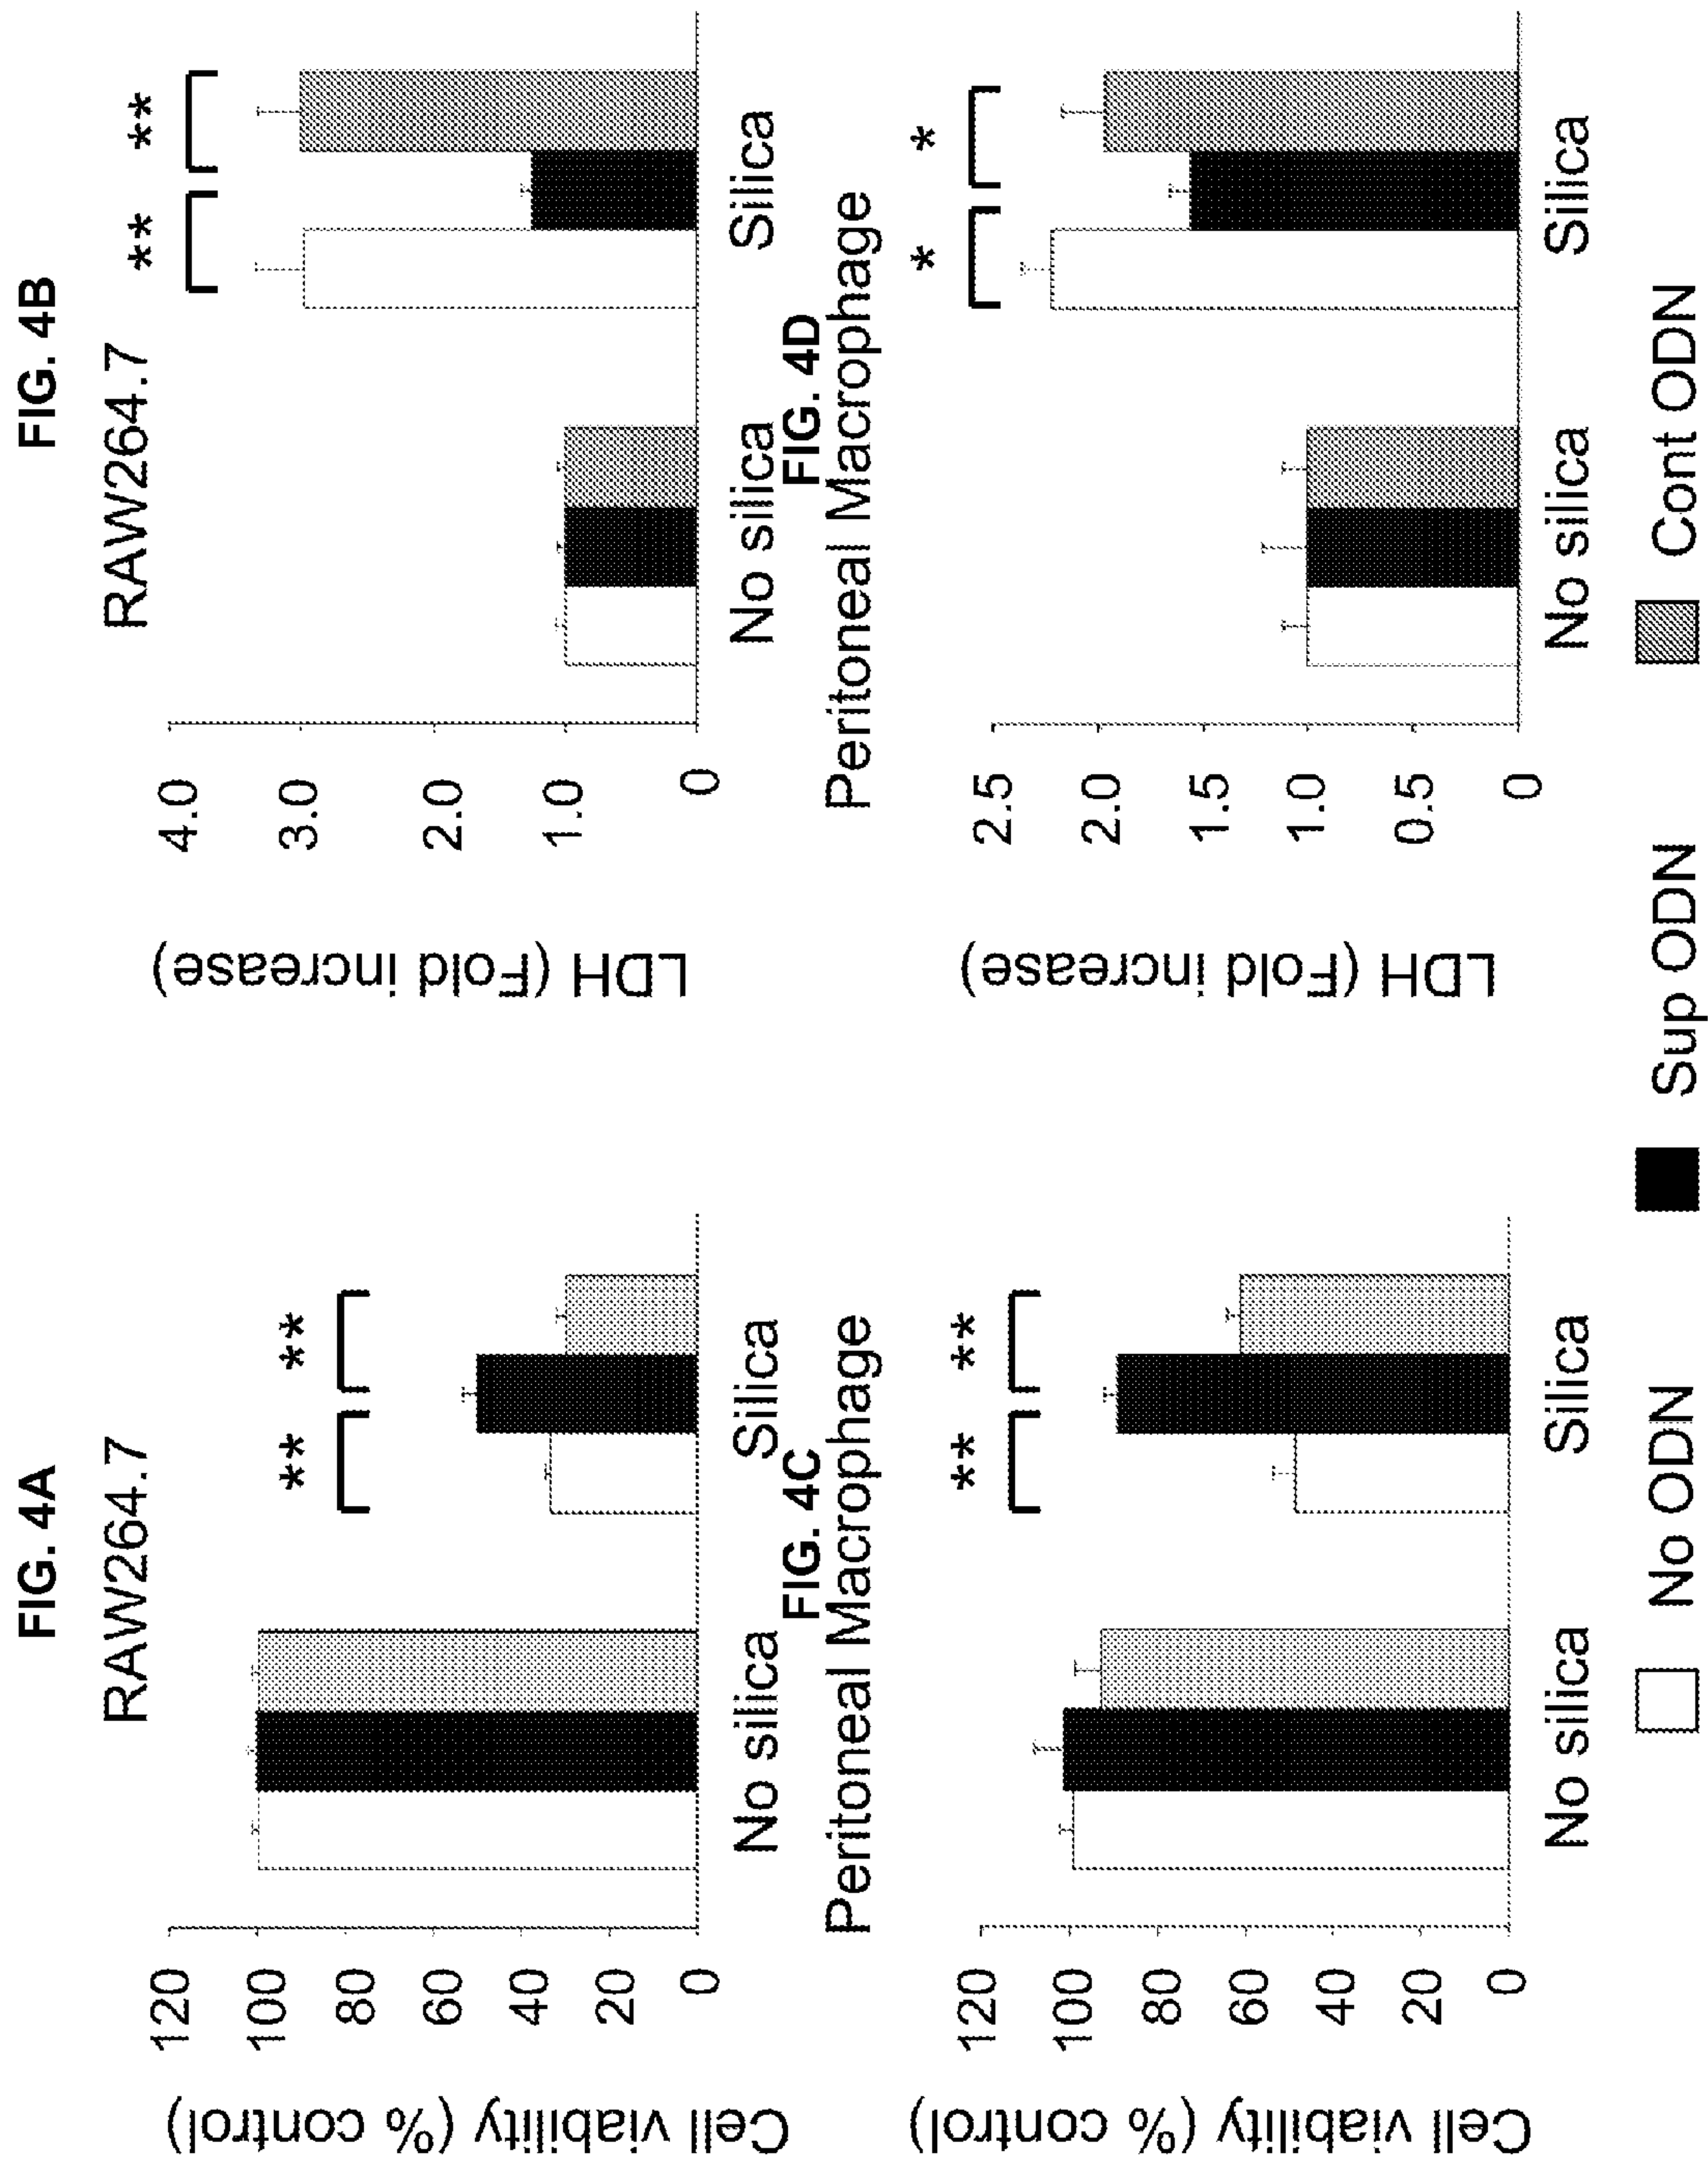 FIG. 4A
RAW264.7
Cell viability (% control)
120
100
80
60
40
20
0
** **
No silica Silica
FIG. 4B
RAW264.7
LDH (Fold increase)
4.0
3.0
2.0
1.0
0
** **
No silica Silica
FIG. 4C
Peritoneal Macrophage
Cell viability (% control)
120
100
80
60
40
20
0
** **
No silica Silica
FIG. 4D
Peritoneal Macrophage
LDH (Fold increase)
2.5
2.0
1.5
1.0
0.5
0
* *
No silica Silica
No ODN Sup ODN Cont ODN